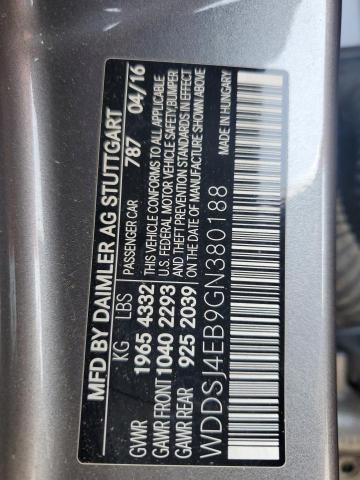 MFD BY DAIMLER AG STUTTGART
KG LBS PASSENGER CAR 787 04/16
GVWR 1965 4332 THIS VEHICLE CONFORMS TO ALL APPLICABLE
GAWR FRONT 1040 2293 U.S. FEDERAL MOTOR VEHICLE SAFETY, BUMPER
GAWR REAR 925 2039 AND THEFT PREVENTION STANDARDS IN EFFECT
ON THE DATE OF MANUFACTURE SHOWN ABOVE
WDDSJ4EB9GN380188 MADE IN HUNGARY